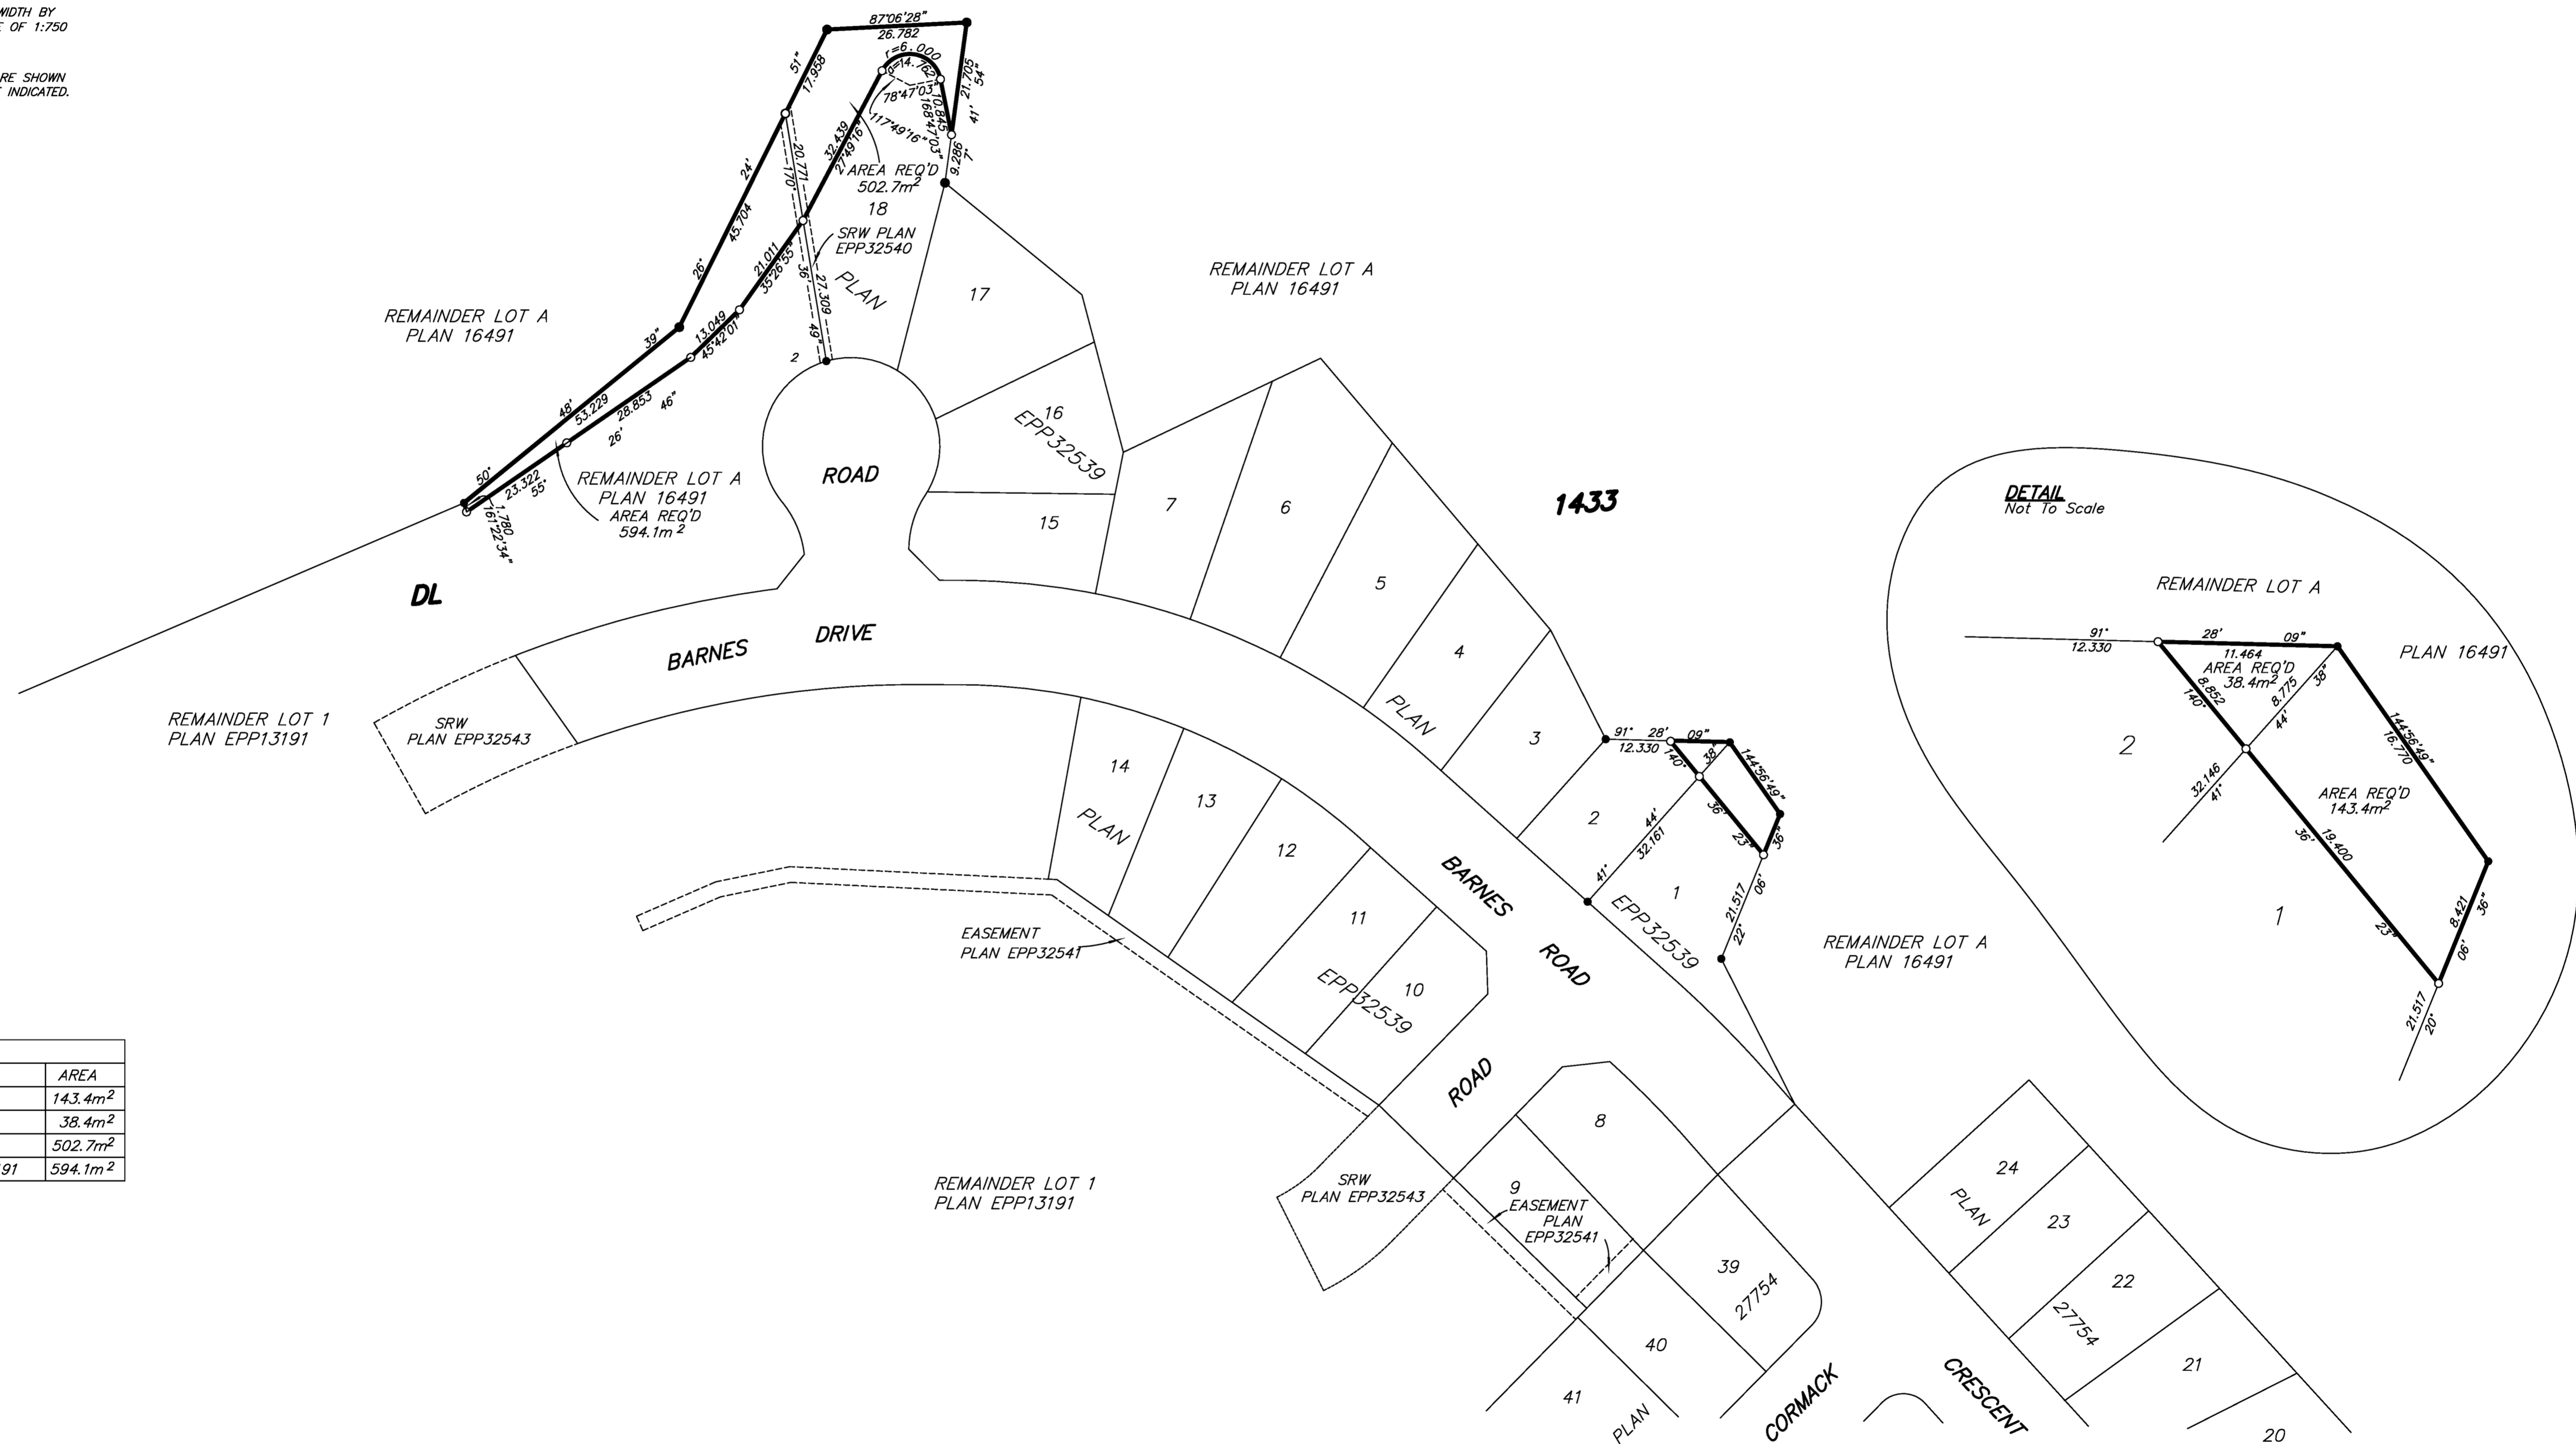 WIDTH BY
E OF 1:750
RE SHOWN
INDICATED.
87°06'28"
26.782
51"
17.958
r=6.000
a=14.762
21.705
54"
41'
78°47'03"
10.845
168°47'03"
117°49'16"
9.286
7°
24'
45.704
26°
20.771
170°
32.439
27°49'16"
AREA REQ'D
502.7m²
18
SRW PLAN
EPP32540
PLAN
36'
27.309
49"
21.011
35°26'55"
13.049
45°42'01"
2
39"
48'
53.229
28.853
46"
26'
50°
23.322
55°
1.780
161°22'34"
REMAINDER LOT A
PLAN 16491
REMAINDER LOT A
PLAN 16491
AREA REQ'D
594.1m²
17
REMAINDER LOT A
PLAN 16491
16
EPP32539
15
ROAD
7
6
5
4
3
PLAN
1433
DL
BARNES DRIVE
REMAINDER LOT 1
PLAN EPP13191
SRW
PLAN EPP32543
14
PLAN
13
12
11
10
EPP32539
EASEMENT
PLAN EPP32541
BARNES
ROAD
ROAD
91° 28' 09"
12.330
140°
38"
144°56'49"
36'
23"
36"
44'
32.161
41°
2
1
21.517
06'
22°
EPP32539
REMAINDER LOT A
PLAN 16491
DETAIL
Not To Scale
REMAINDER LOT A
PLAN 16491
91° 28' 09"
12.330
11.464
AREA REQ'D
38.4m²
8.852
140°
8.775
38"
44'
144°56'49"
16.770
2
32.146
41°
AREA REQ'D
143.4m²
36'
19.400
23"
1
8.421
36"
06'
21.517
20°
AREA
143.4m²
38.4m²
502.7m²
91 594.1m²
REMAINDER LOT 1
PLAN EPP13191
SRW
PLAN EPP32543
8
9
EASEMENT
PLAN
EPP32541
39
27754
40
41
PLAN
CORMACK
CRESCENT
24
PLAN
23
22
27754
21
20